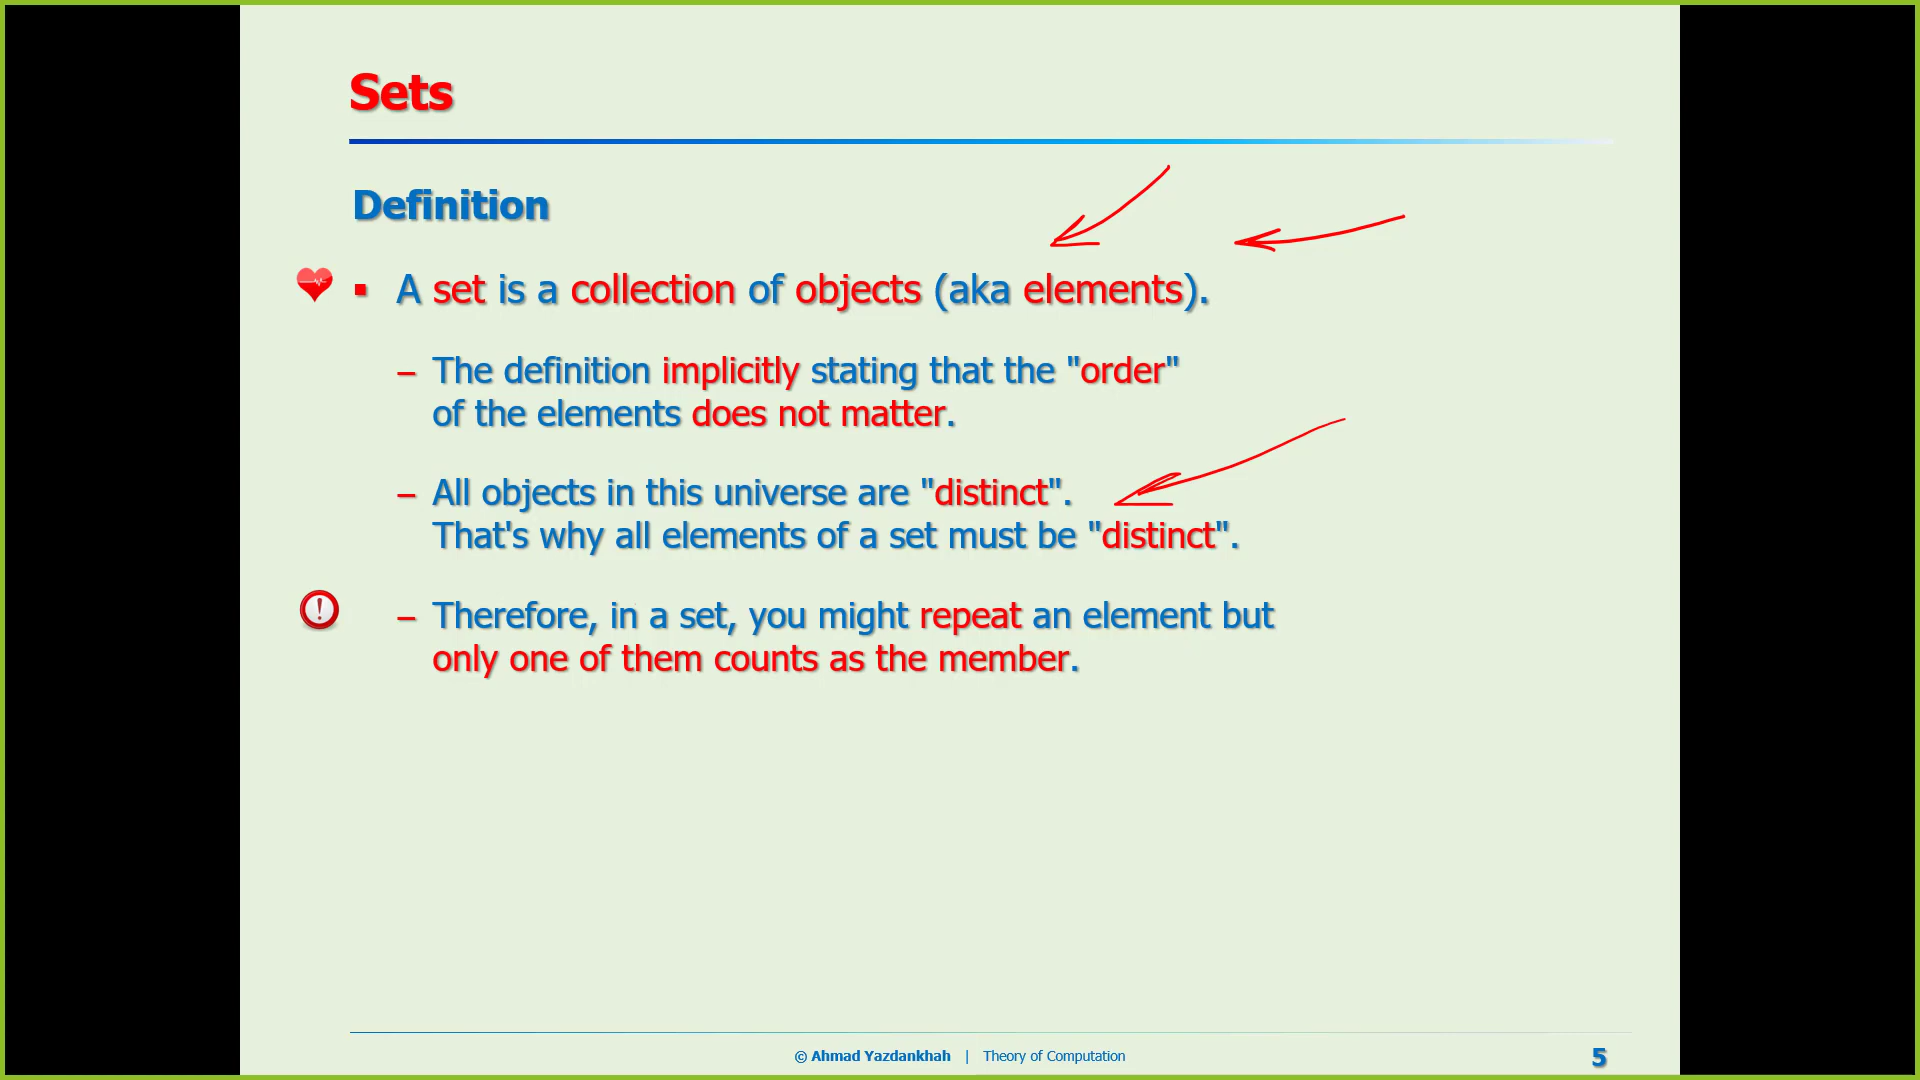 Sets
Definition
▪ A set is a collection of objects (aka elements).
– The definition implicitly stating that the "order"
of the elements does not matter.
– All objects in this universe are "distinct".
That's why all elements of a set must be "distinct".
– Therefore, in a set, you might repeat an element but
only one of them counts as the member.
© Ahmad Yazdankhah | Theory of Computation
5